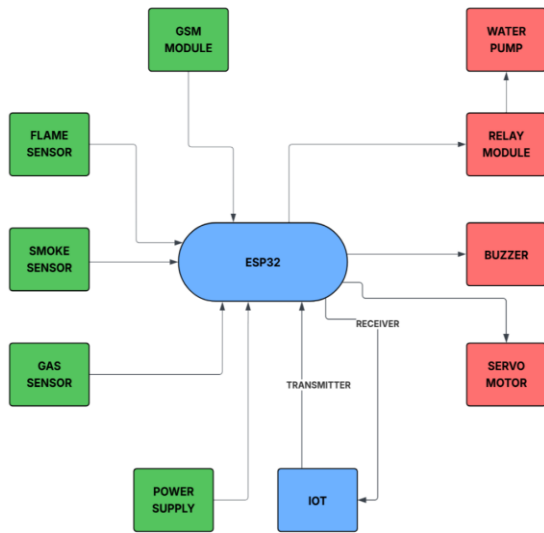 GSM
MODULE
WATER
PUMP
FLAME
SENSOR
RELAY
MODULE
SMOKE
SENSOR
ESP32
BUZZER
RECEIVER
GAS
SENSOR
TRANSMITTER
SERVO
MOTOR
POWER
SUPPLY
IOT